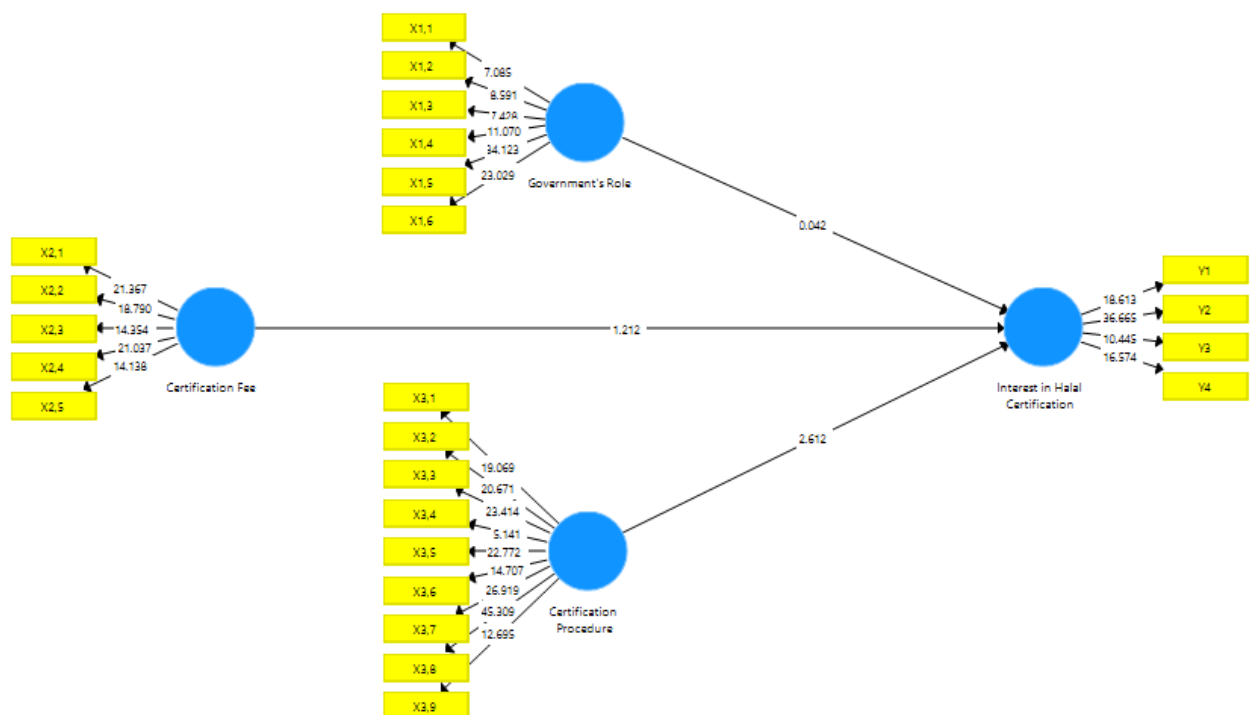 X1,1
X1,2
X1,3
X1,4
X1,5
X1,6
7.085
8.591
7.428
11.070
34.123
23.029
Government's Role
0.042
X2,1
X2,2
X2,3
X2,4
X2,5
21.367
18.790
14.354
21.037
14.138
Certification Fee
1.212
Y1
Y2
Y3
Y4
18.613
36.665
10.445
16.574
Interest in Halal
Certification
X3,1
X3,2
X3,3
X3,4
X3,5
X3,6
X3,7
X3,8
X3,9
19.069
20.671
23.414
5.141
22.772
14.707
26.919
45.309
12.695
Certification
Procedure
2.612